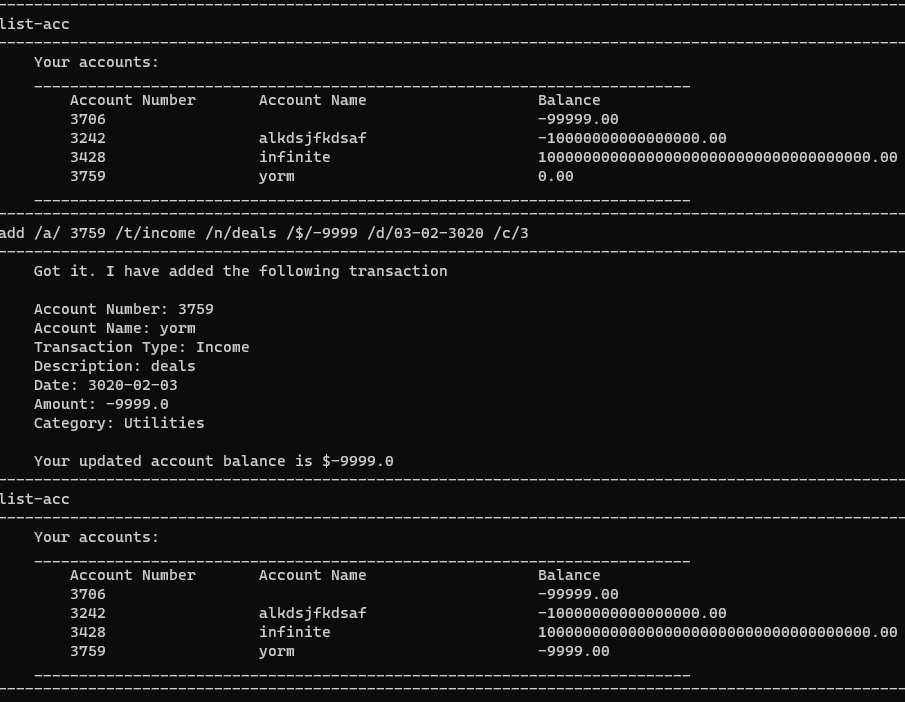 list-acc
Your accounts:
Account Number Account Name Balance
3706 -99999.00
3242 alkdsjfkdsaf -10000000000000000.00
3428 infinite 1000000000000000000000000000000000000.00
3759 yorm 0.00
add /a/ 3759 /t/income /n/deals /$/-9999 /d/03-02-3020 /c/3
Got it. I have added the following transaction
Account Number: 3759
Account Name: yorm
Transaction Type: Income
Description: deals
Date: 3020-02-03
Amount: -9999.0
Category: Utilities
Your updated account balance is $-9999.0
list-acc
Your accounts:
Account Number Account Name Balance
3706 -99999.00
3242 alkdsjfkdsaf -10000000000000000.00
3428 infinite 1000000000000000000000000000000000000.00
3759 yorm -9999.00